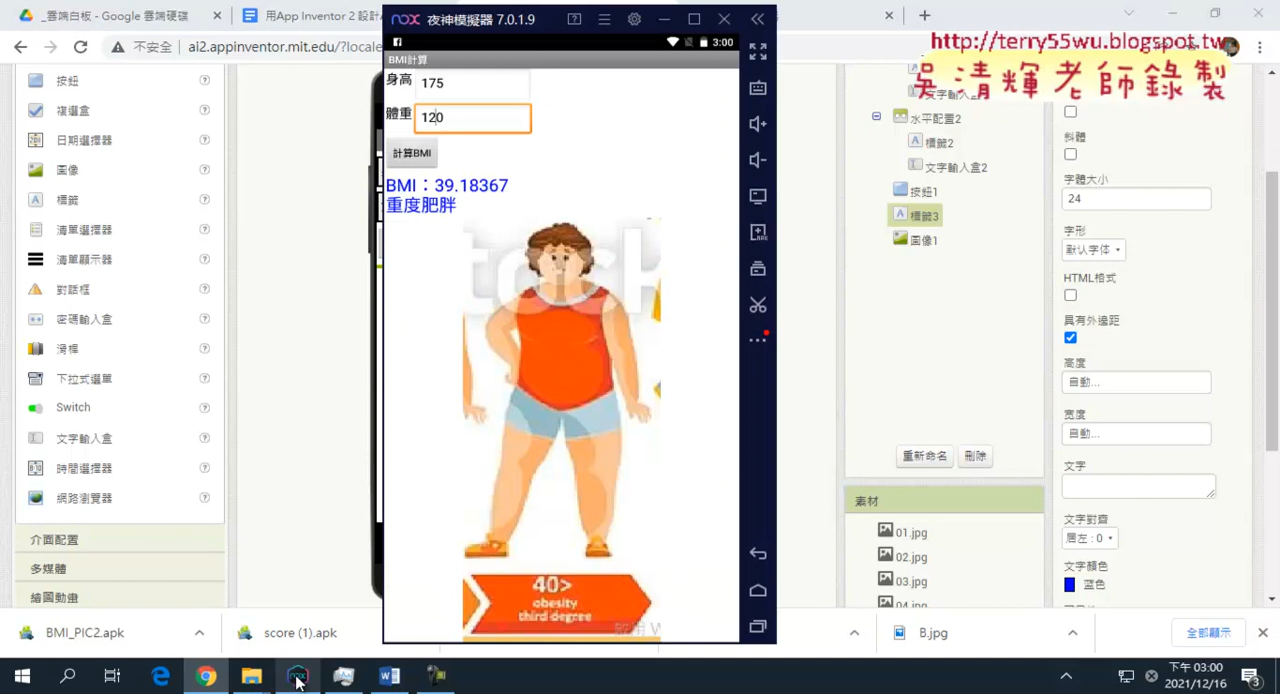 _雲端白板 - Google 雲端硬碟
用App Inventor 2 設計A
nox 夜神模擬器 7.0.1.9
不安全
ai2.appinventor.mit.edu/?locale
http://terry55wu.blogspot.tw
吳清輝老師錄製
3:00
BMI計算
身高
175
體重
120
計算BMI
BMI：39.18367
重度肥胖
40>
obesity
third degree
按鈕
複選盒
日期選擇器
圖像
標籤
清單選擇器
清單顯示器
對話框
密碼輸入盒
滑桿
下拉式選單
Switch
文字輸入盒
時間選擇器
網路瀏覽器
介面配置
多媒體
繪圖動畫
水平配置2
標籤2
文字輸入盒2
按鈕1
標籤3
圖像1
重新命名
刪除
素材
01.jpg
02.jpg
03.jpg
04.jpg
斜體
字體大小
24
字形
默认字体
HTML格式
具有外邊距
高度
自動...
宽度
自動...
文字
文字對齊
居左 : 0
文字顏色
蓝色
BMI_PIC2.apk
score (1).apk
B.jpg
全部顯示
下午 03:00
2021/12/16
3